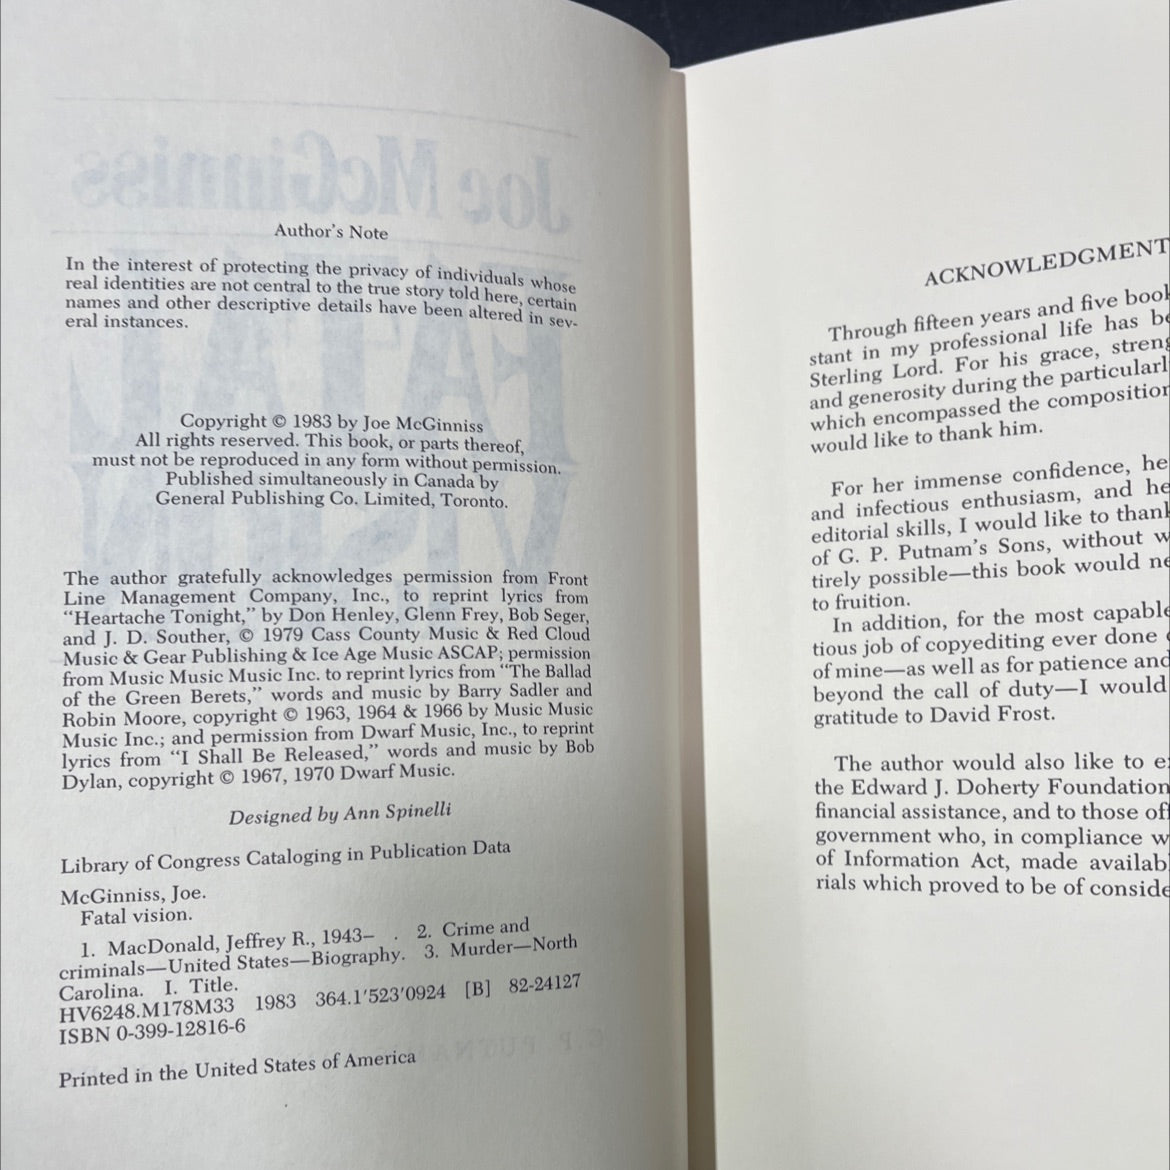 Author's Note
In the interest of protecting the privacy of individuals whose
real identities are not central to the true story told here, certain
names and other descriptive details have been altered in sev-
eral instances.
Copyright © 1983 by Joe McGinniss
All rights reserved. This book, or parts thereof,
must not be reproduced in any form without permission.
Published simultaneously in Canada by
General Publishing Co. Limited, Toronto.
The author gratefully acknowledges permission from Front
Line Management Company, Inc., to reprint lyrics from
“Heartache Tonight,” by Don Henley, Glenn Frey, Bob Seger,
and J. D. Souther, © 1979 Cass County Music & Red Cloud
Music & Gear Publishing & Ice Age Music ASCAP; permission
from Music Music Music Inc. to reprint lyrics from “The Ballad
of the Green Berets,” words and music by Barry Sadler and
Robin Moore, copyright © 1963, 1964 & 1966 by Music Music
Music Inc.; and permission from Dwarf Music, Inc., to reprint
lyrics from “I Shall Be Released,” words and music by Bob
Dylan, copyright © 1967, 1970 Dwarf Music.
Designed by Ann Spinelli
Library of Congress Cataloging in Publication Data
McGinniss, Joe.
Fatal vision.
1. MacDonald, Jeffrey R., 1943– . 2. Crime and
criminals—United States—Biography. 3. Murder—North
Carolina. I. Title.
HV6248.M178M33 1983 364.1′523′0924 [B] 82-24127
ISBN 0-399-12816-6
Printed in the United States of America
ACKNOWLEDGMENT
Through fifteen years and five book
stant in my professional life has be
Sterling Lord. For his grace, streng
and generosity during the particularl
which encompassed the composition
would like to thank him.
For her immense confidence, he
and infectious enthusiasm, and he
editorial skills, I would like to thank
of G. P. Putnam's Sons, without w
tirely possible—this book would ne
to fruition.
In addition, for the most capable
tious job of copyediting ever done
of mine—as well as for patience and
beyond the call of duty—I would
gratitude to David Frost.
The author would also like to e
the Edward J. Doherty Foundation
financial assistance, and to those off
government who, in compliance w
of Information Act, made availab
rials which proved to be of conside